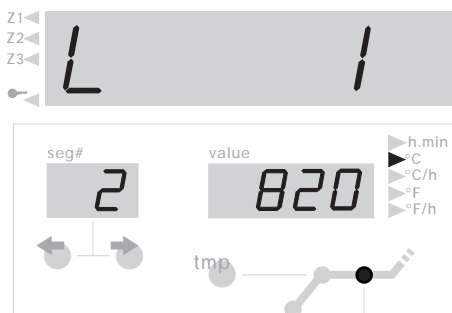 Z1
Z2
Z3
L 1
seg#
2
value
820
h.min
°C
°C/h
°F
°F/h
tmp